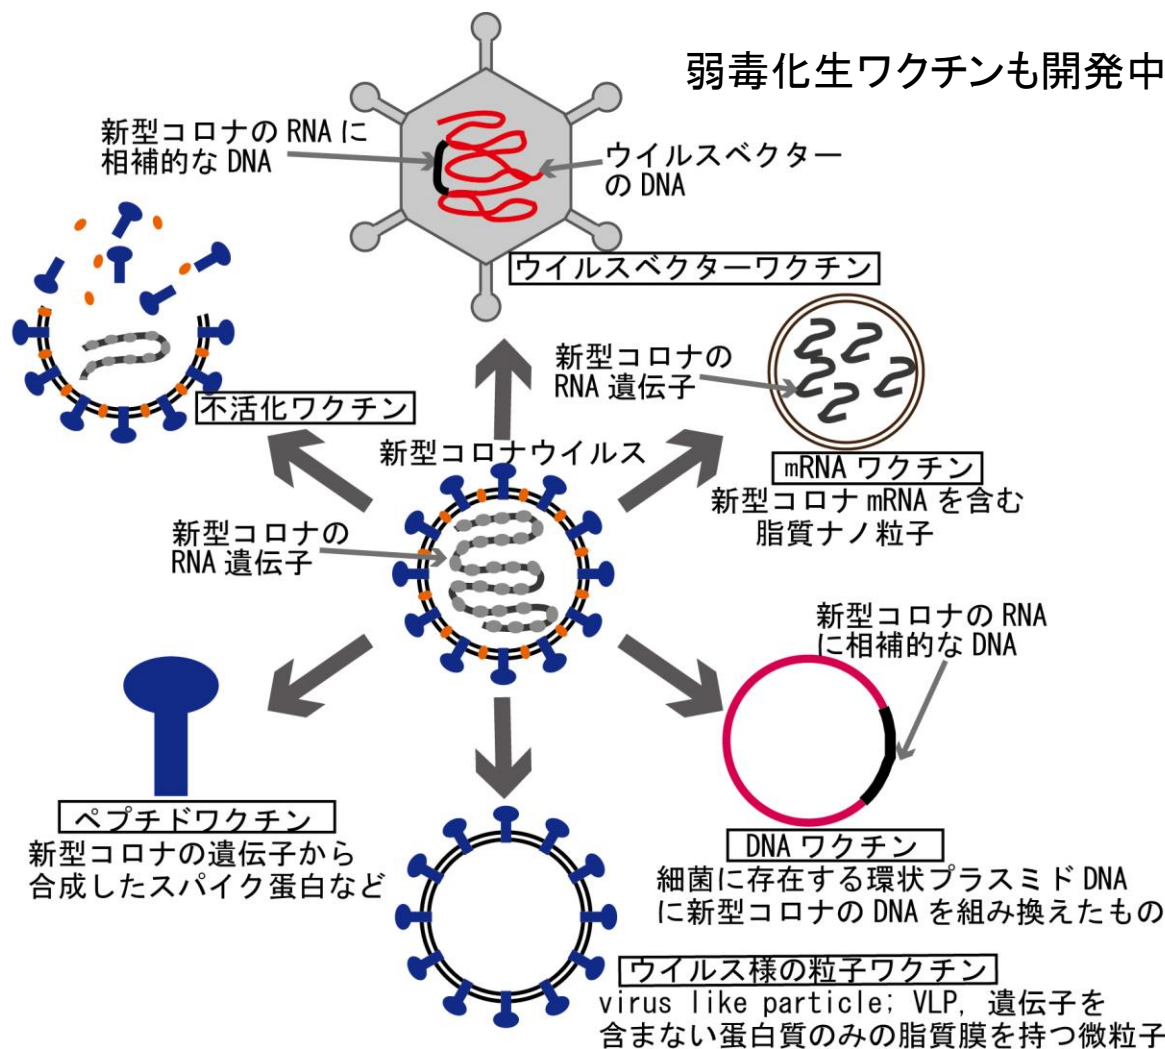 弱毒化生ワクチンも開発中
新型コロナの RNA に
相補的な DNA
ウイルスベクター
の DNA
ウイルスベクターワクチン
新型コロナの
RNA 遺伝子
不活化ワクチン
新型コロナウイルス
mRNA ワクチン
新型コロナ mRNA を含む
脂質ナノ粒子
新型コロナの
RNA 遺伝子
新型コロナの RNA
に相補的な DNA
ペプチドワクチン
新型コロナの遺伝子から
合成したスパイク蛋白など
DNA ワクチン
細菌に存在する環状プラスミド DNA
に新型コロナの DNA を組み換えたもの
ウイルス様の粒子ワクチン
virus like particle; VLP, 遺伝子を
含まない蛋白質のみの脂質膜を持つ微粒子